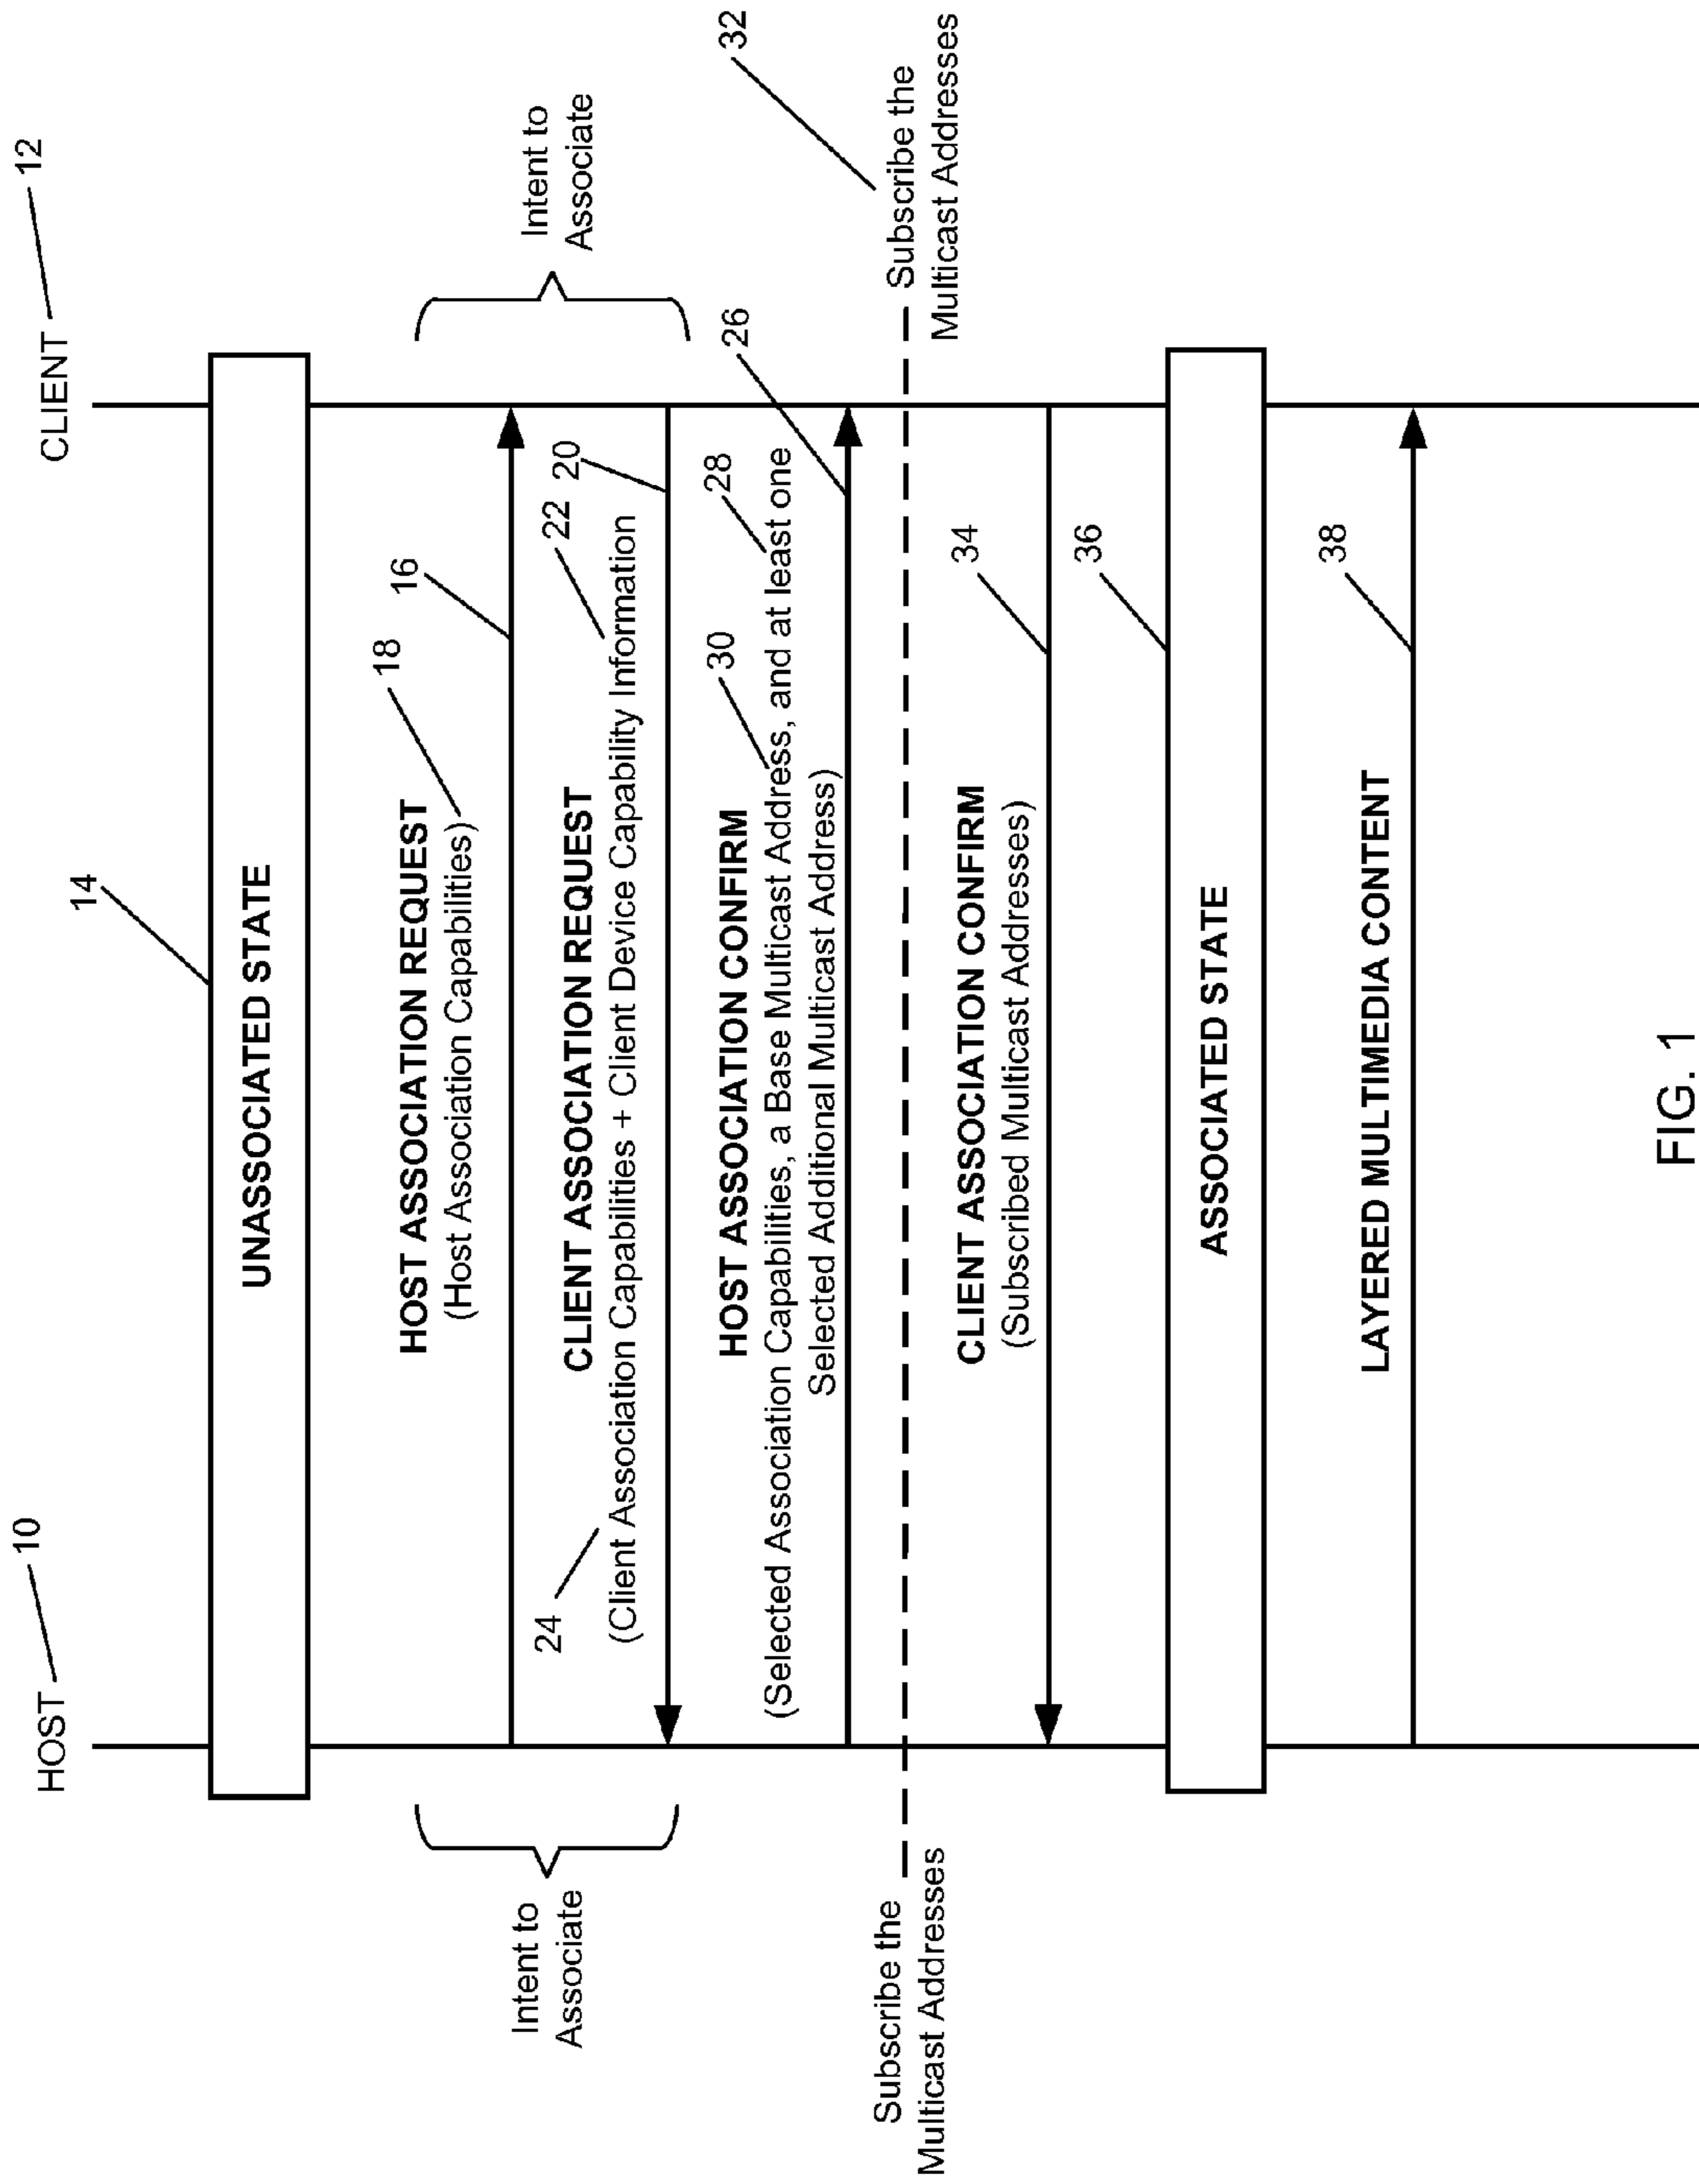 HOST
10
CLIENT
12
14
UNASSOCIATED STATE
HOST ASSOCIATION REQUEST
(Host Association Capabilities)
18
16
Intent to
Associate
Intent to
Associate
24
CLIENT ASSOCIATION REQUEST
22
20
(Client Association Capabilities + Client Device Capability Information
HOST ASSOCIATION CONFIRM
30
28
26
(Selected Association Capabilities, a Base Multicast Address, and at least one
Selected Additional Multicast Address)
32
Subscribe the
Multicast Addresses
Subscribe the
Multicast Addresses
CLIENT ASSOCIATION CONFIRM
(Subscribed Multicast Addresses)
34
36
ASSOCIATED STATE
LAYERED MULTIMEDIA CONTENT
38
FIG. 1